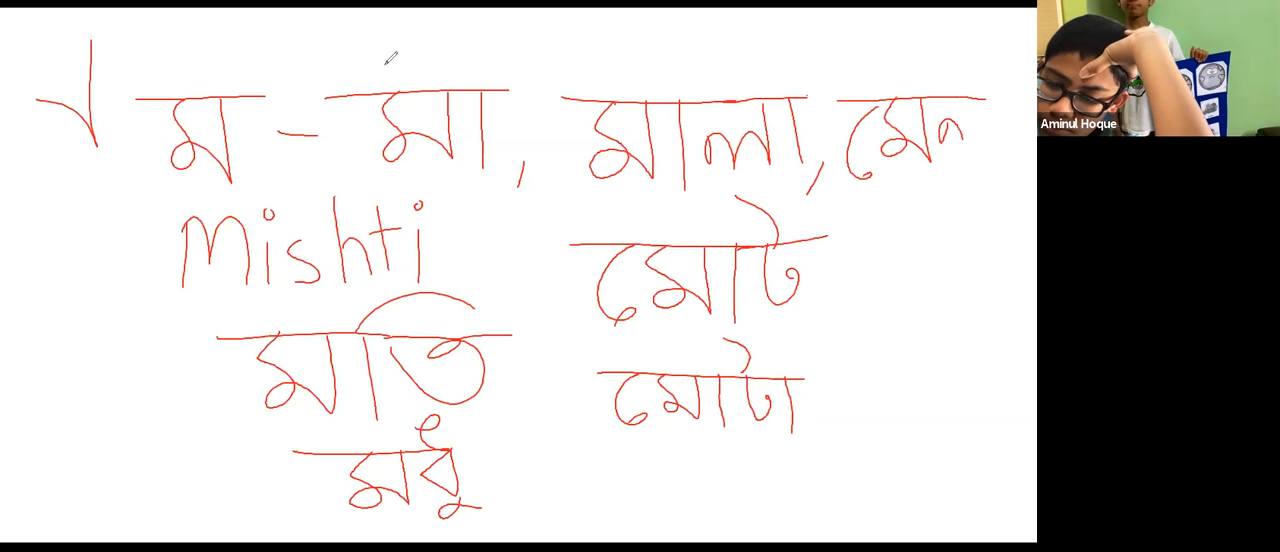 ম - মা, মালা, মেল
Mishti
মোট
মতি
মোটা
মধু
Aminul Hoque